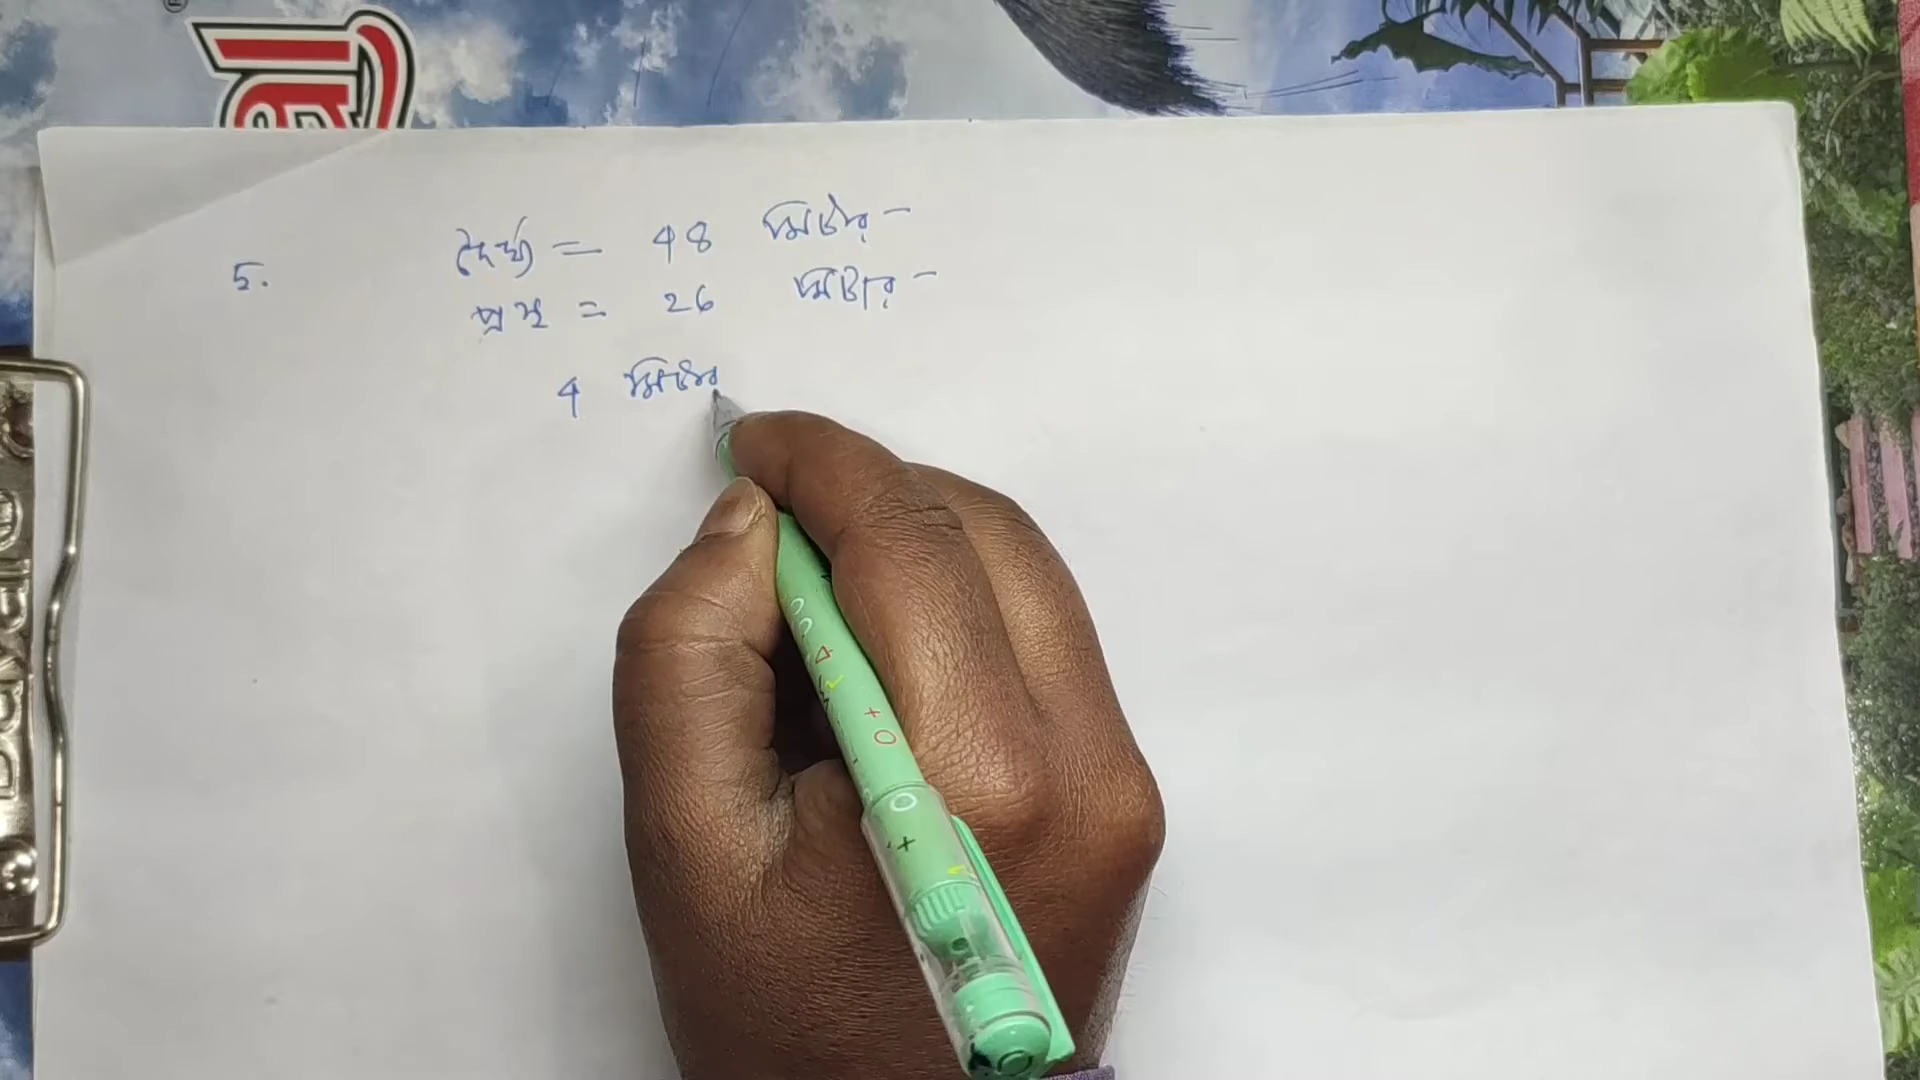 5.
দৈর্ঘ্য = 48 মিটার
প্রস্থ = 26 মিটার
4 মিটার